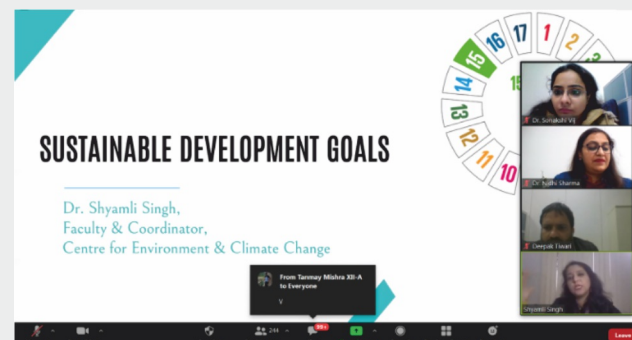 16
17
1
2
15
14
13
12
11
10
SUSTAINABLE DEVELOPMENT GOALS
Dr. Shyamli Singh,
Faculty & Coordinator,
Centre for Environment & Climate Change
Dr. Sonakshi Vij
Dr. Nidhi Sharma
Deepak Tiwari
Shyamli Singh
From Tanmay Mishra XII-A
to Everyone
V
244
99+
Leave